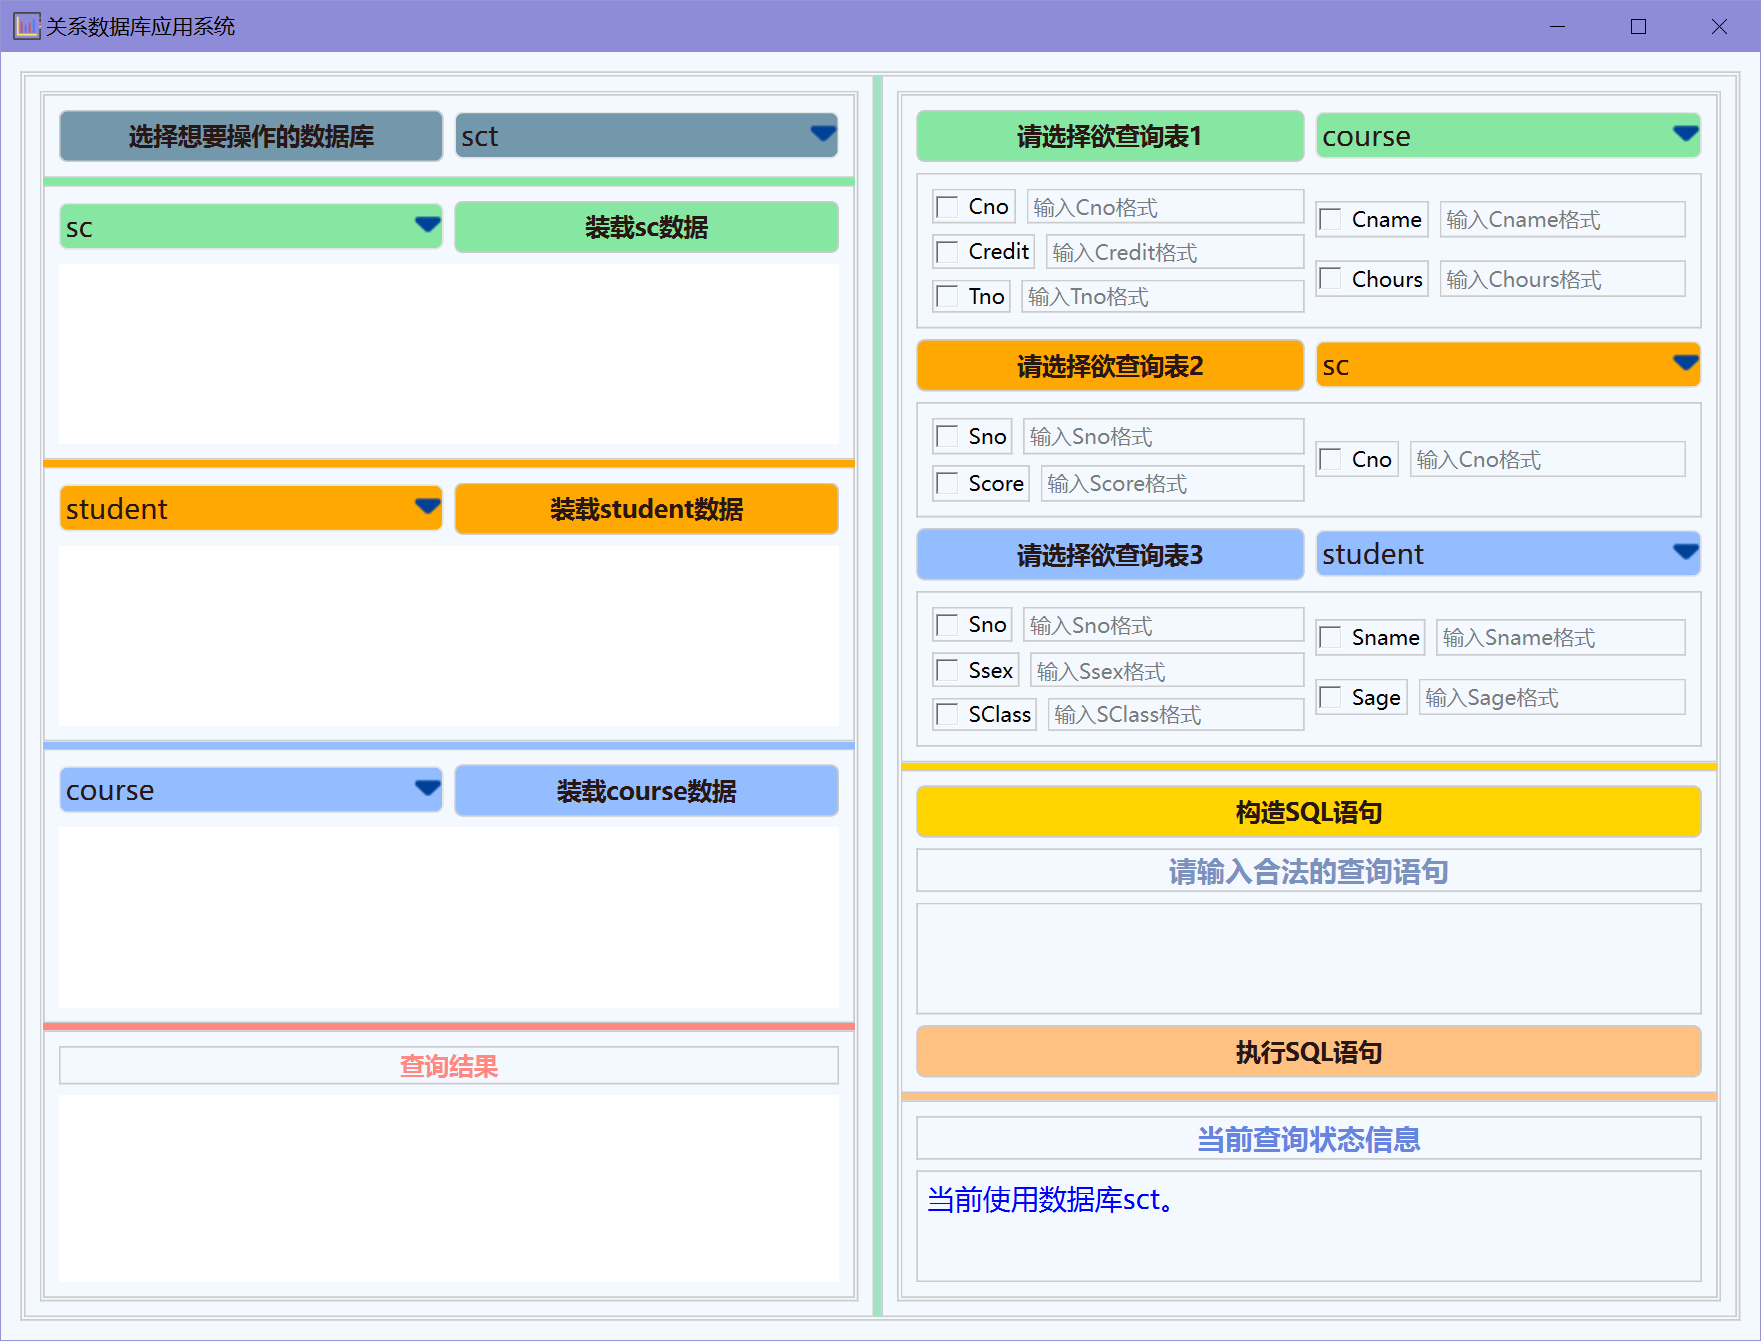 关系数据库应用系统
选择想要操作的数据库
sct
sc
装载sc数据
student
装载student数据
course
装载course数据
查询结果
请选择欲查询表1
course
Cno
输入Cno格式
Cname
输入Cname格式
Credit
输入Credit格式
Chours
输入Chours格式
Tno
输入Tno格式
请选择欲查询表2
sc
Sno
输入Sno格式
Cno
输入Cno格式
Score
输入Score格式
请选择欲查询表3
student
Sno
输入Sno格式
Sname
输入Sname格式
Ssex
输入Ssex格式
Sage
输入Sage格式
SClass
输入SClass格式
构造SQL语句
请输入合法的查询语句
执行SQL语句
当前查询状态信息
当前使用数据库sct。